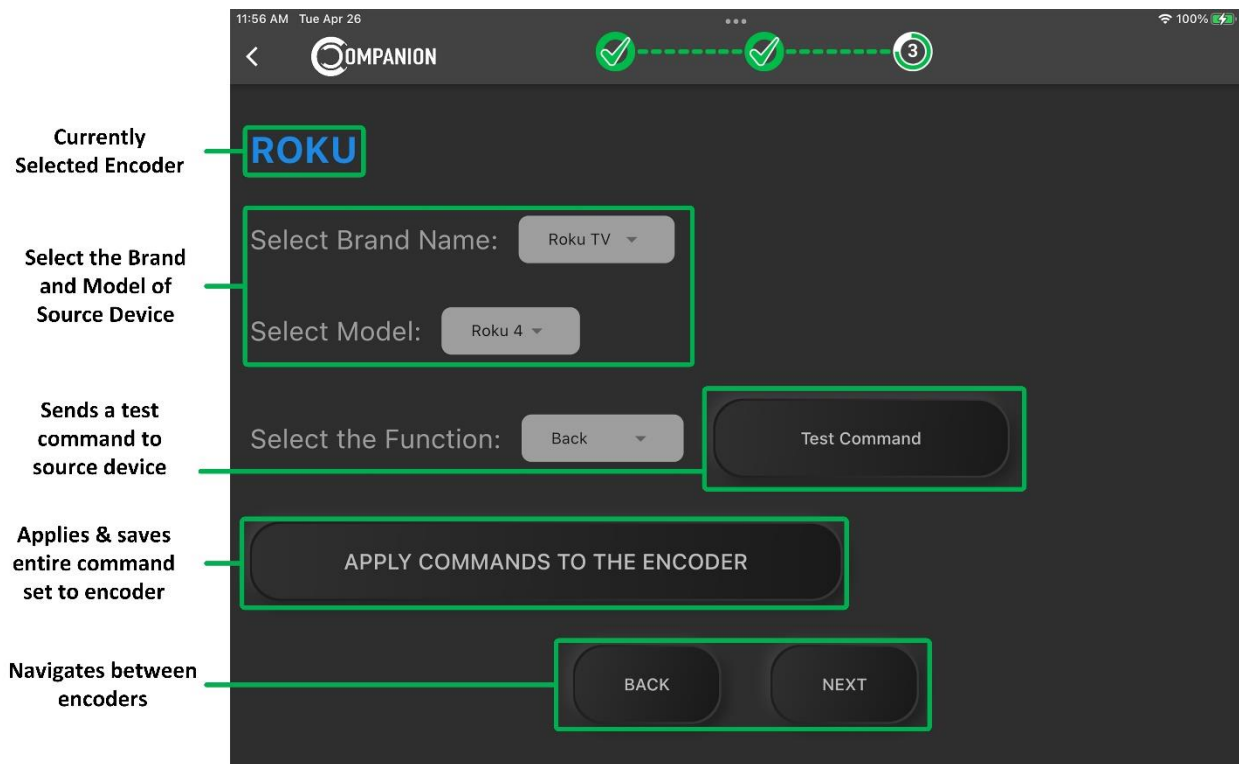 11:56 AM Tue Apr 26
100%
COMPANION
3
Currently
Selected Encoder
ROKU
Select the Brand
and Model of
Source Device
Select Brand Name: Roku TV
Select Model: Roku 4
Sends a test
command to
source device
Select the Function: Back Test Command
Applies & saves
entire command
set to encoder
APPLY COMMANDS TO THE ENCODER
Navigates between
encoders
BACK NEXT